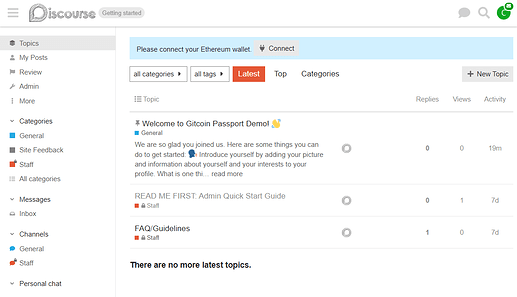 Discourse Getting started
C
Topics
My Posts
Review
Admin
More
Categories
General
Site Feedback
Staff
All categories
Messages
Inbox
Channels
General
Staff
Personal chat
Please connect your Ethereum wallet. Connect
all categories all tags Latest Top Categories + New Topic
Topic Replies Views Activity
Welcome to Gitcoin Passport Demo!
General
We are so glad you joined us. Here are some things you can
do to get started: Introduce yourself by adding your picture
and information about yourself and your interests to your
profile. What is one thi... read more
0 0 19m
READ ME FIRST: Admin Quick Start Guide
Staff
0 1 7d
FAQ/Guidelines
Staff
1 0 7d
There are no more latest topics.